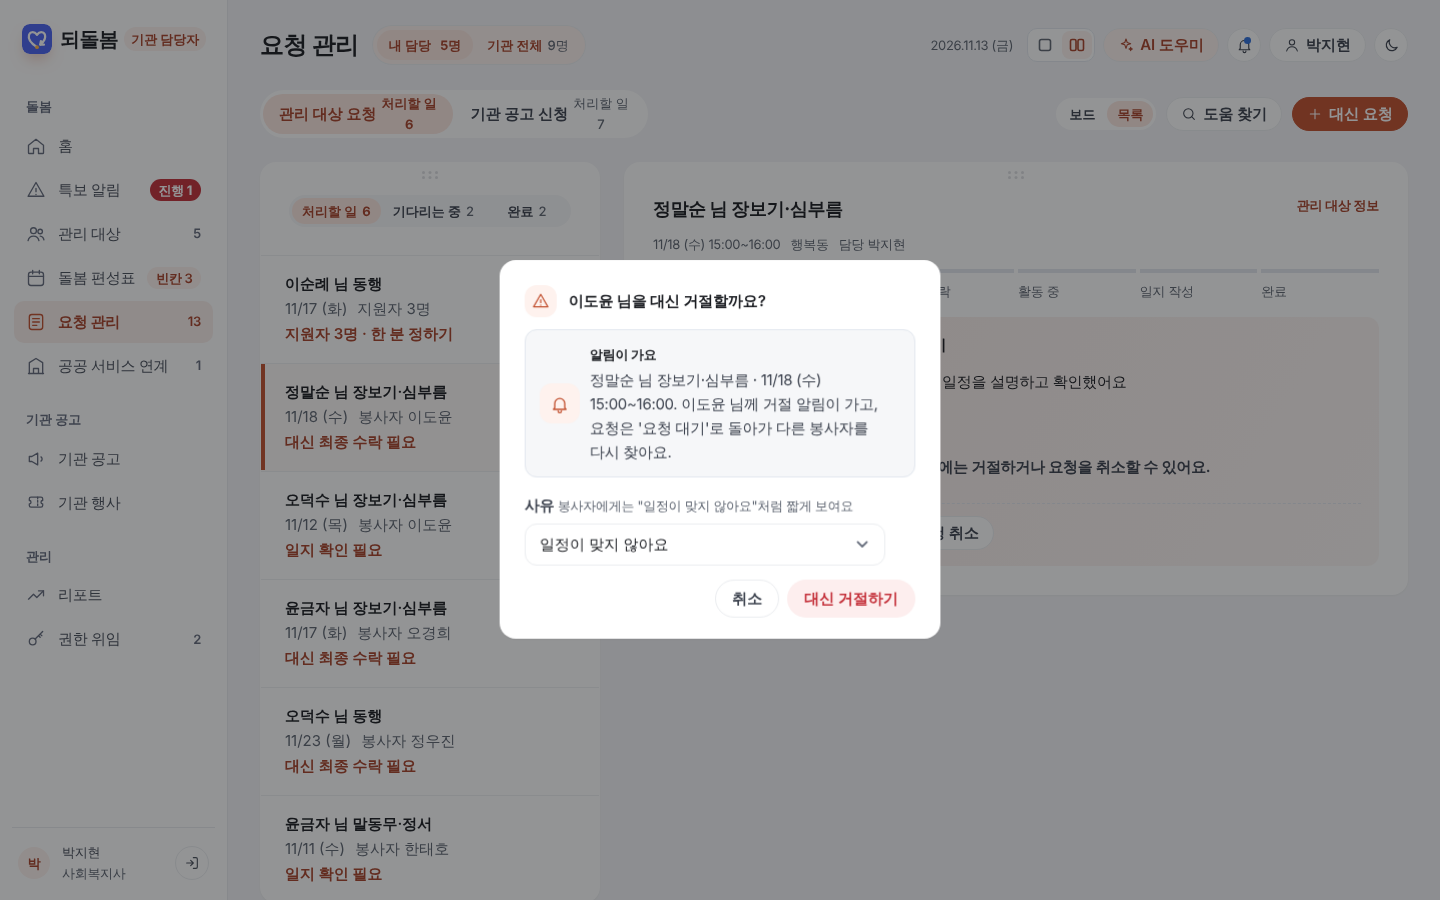 되돌봄 기관 담당자
돌봄
홈
특보 알림 진행 1
관리 대상 5
돌봄 편성표 빈칸 3
요청 관리 13
공공 서비스 연계 1
기관 공고
기관 공고
기관 행사
관리
리포트
권한 위임 2
박 박지현
사회복지사
요청 관리 내 담당 5명 기관 전체 9명
2026.11.13 (금) AI 도우미 박지현
관리 대상 요청 처리할 일 6
기관 공고 신청 처리할 일 7
보드 목록 도움 찾기 대신 요청
처리할 일 6 기다리는 중 2 완료 2
이순례 님 동행
11/17 (화) 지원자 3명
지원자 3명 · 한 분 정하기
정말순 님 장보기·심부름
11/18 (수) 봉사자 이도윤
대신 최종 수락 필요
오덕수 님 장보기·심부름
11/12 (목) 봉사자 이도윤
일지 확인 필요
윤금자 님 장보기·심부름
11/17 (화) 봉사자 오경희
대신 최종 수락 필요
오덕수 님 동행
11/23 (월) 봉사자 정우진
대신 최종 수락 필요
윤금자 님 말동무·정서
11/11 (수) 봉사자 한태호
일지 확인 필요
정말순 님 장보기·심부름 관리 대상 정보
11/18 (수) 15:00~16:00 행복동 담당 박지현
락 활동 중 일지 작성 완료
일정을 설명하고 확인했어요
에는 거절하거나 요청을 취소할 수 있어요.
취소
이도윤 님을 대신 거절할까요?
알림이 가요
정말순 님 장보기·심부름 · 11/18 (수)
15:00~16:00. 이도윤 님께 거절 알림이 가고,
요청은 '요청 대기'로 돌아가 다른 봉사자를
다시 찾아요.
사유 봉사자에게는 "일정이 맞지 않아요"처럼 짧게 보여요
일정이 맞지 않아요
취소 대신 거절하기